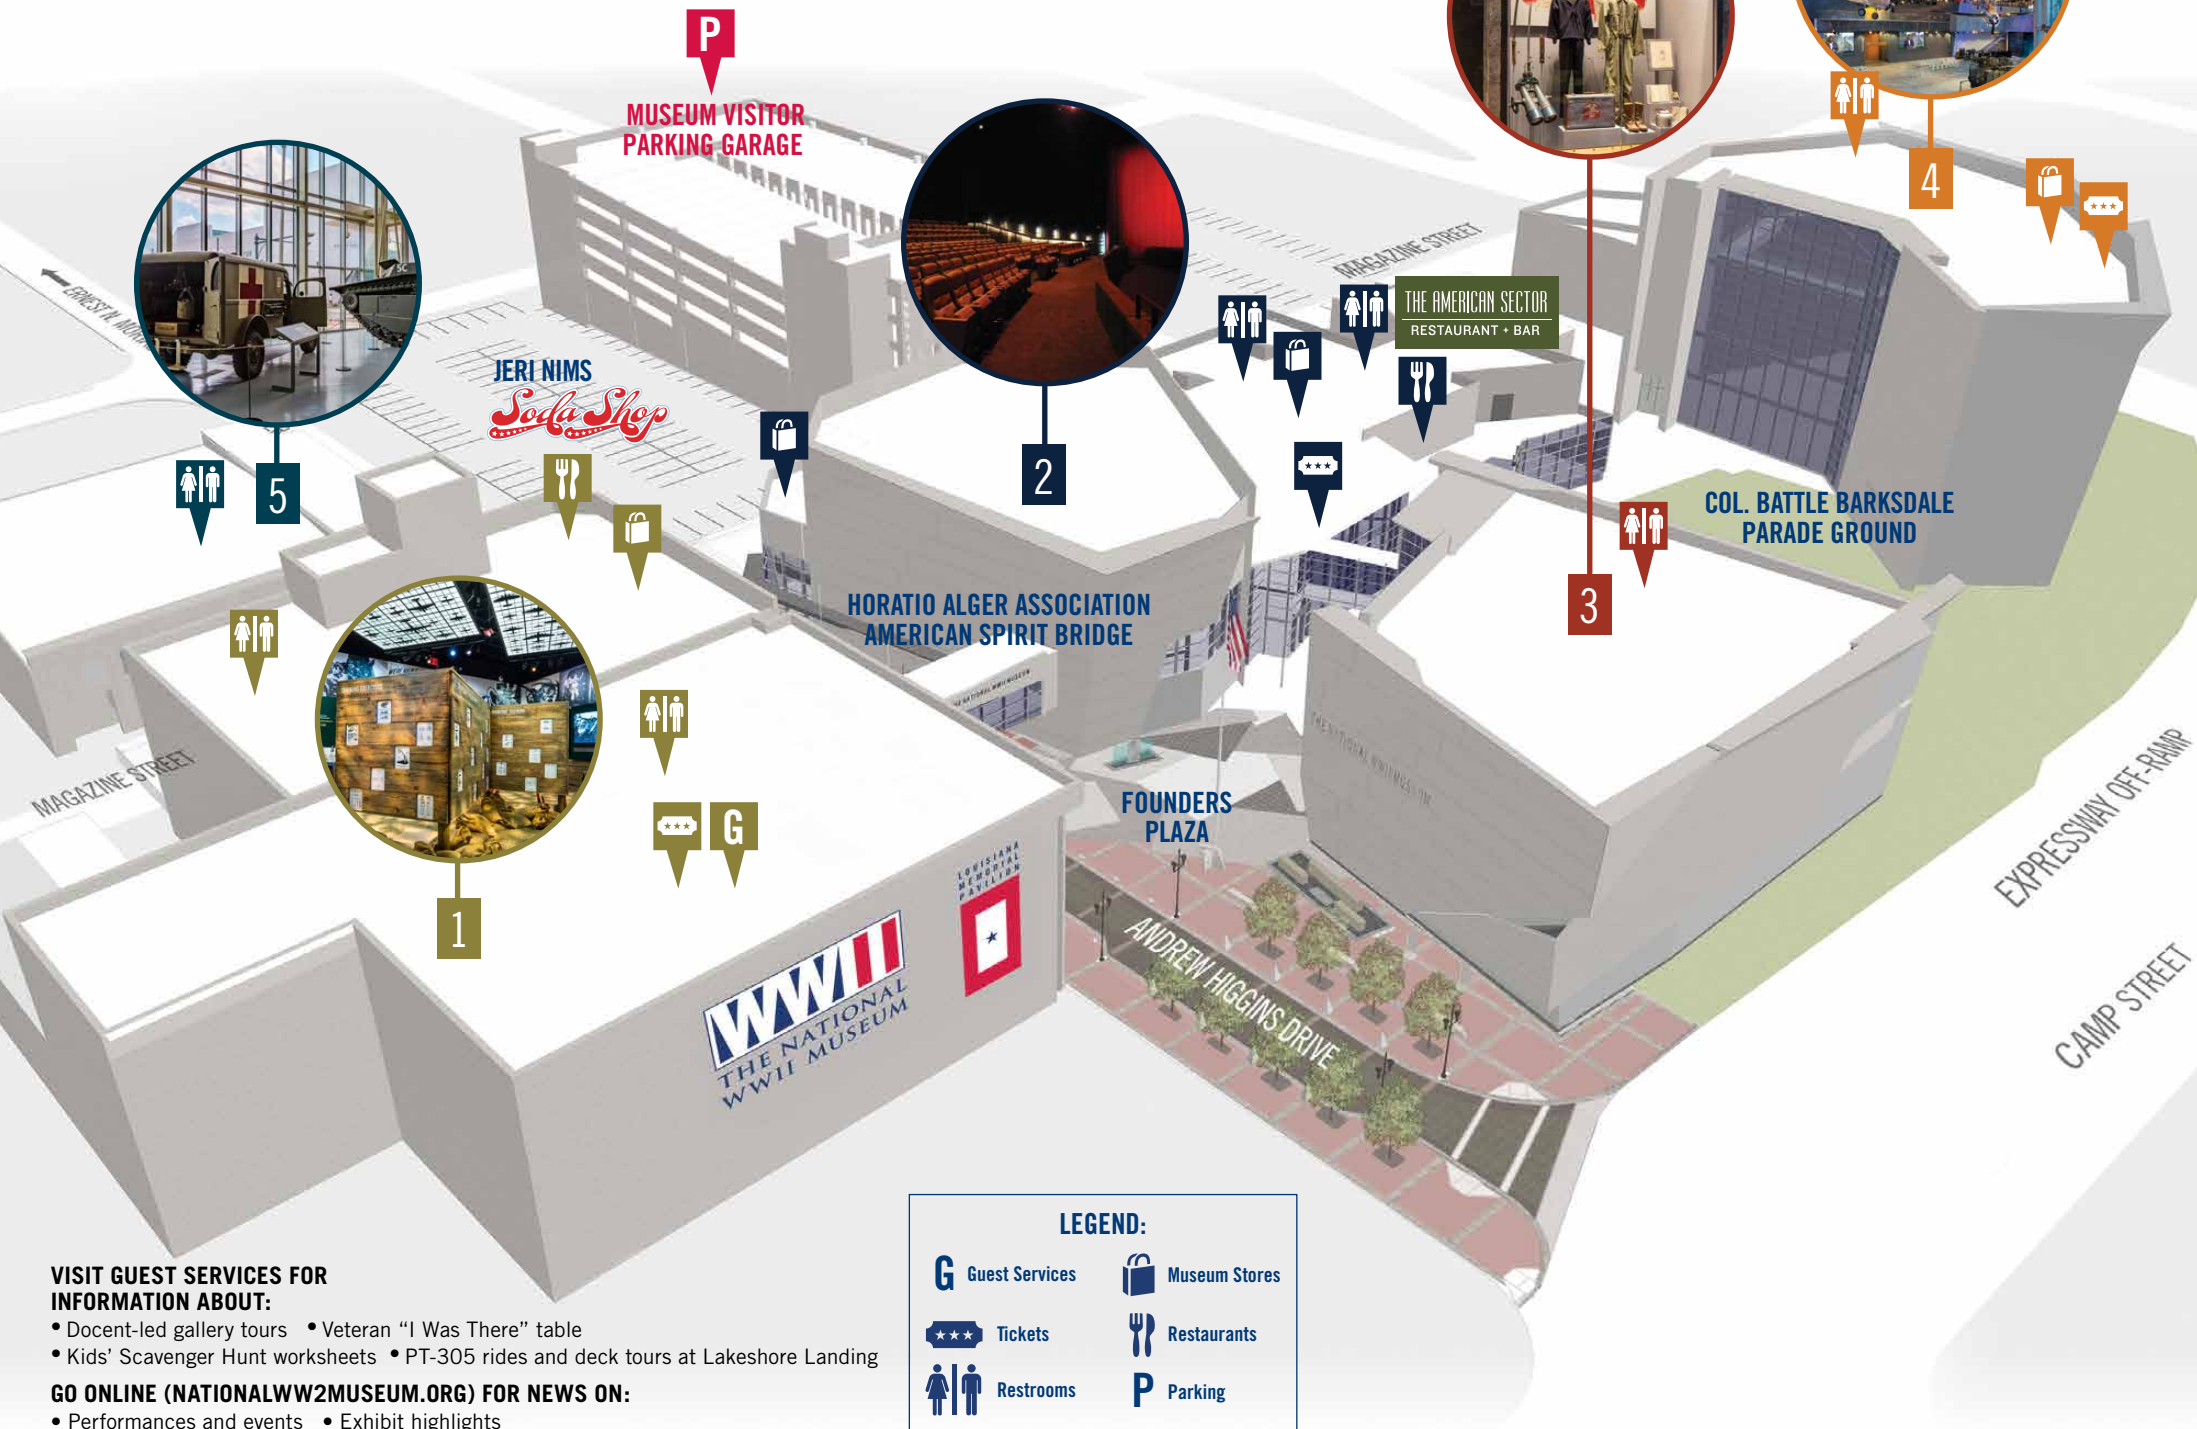 P
MUSEUM VISITOR
PARKING GARAGE
4
MAGAZINE STREET
THE AMERICAN SECTOR
RESTAURANT + BAR
JERI NIMS
Soda Shop
5
2
COL. BATTLE BARKSDALE
PARADE GROUND
3
HORATIO ALGER ASSOCIATION
AMERICAN SPIRIT BRIDGE
THE NATIONAL WWII MUSEUM
MAGAZINE STREET
G
FOUNDERS
PLAZA
1
LOUISIANA
MEMORIAL
PAVILION
WWII
THE NATIONAL
WWII MUSEUM
ANDREW HIGGINS DRIVE
EXPRESSWAY OFF-RAMP
CAMP STREET
LEGEND:
G Guest Services
Museum Stores
Tickets
Restaurants
Restrooms
P Parking
VISIT GUEST SERVICES FOR
INFORMATION ABOUT:
• Docent-led gallery tours • Veteran “I Was There” table
• Kids’ Scavenger Hunt worksheets • PT-305 rides and deck tours at Lakeshore Landing
GO ONLINE (NATIONALWW2MUSEUM.ORG) FOR NEWS ON:
• Performances and events • Exhibit highlights